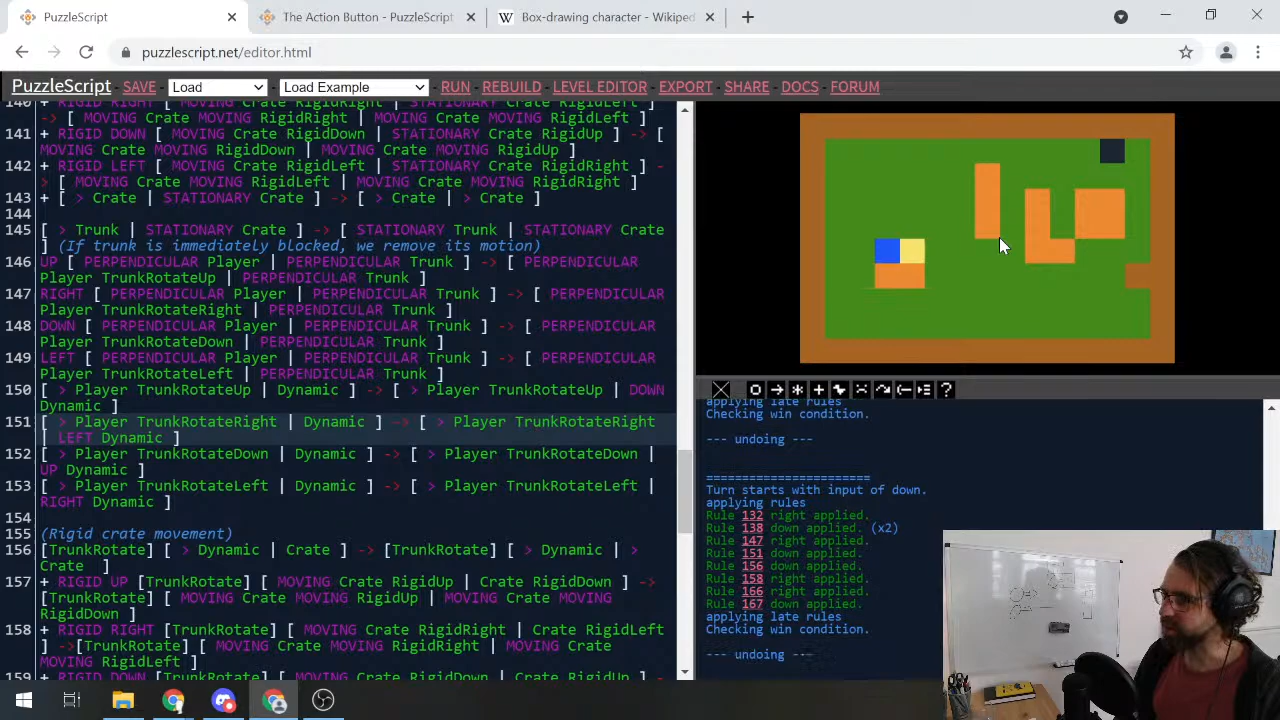 PuzzleScript
The Action Button - PuzzleScript
Box-drawing character - Wikiped
puzzlescript.net/editor.html
PuzzleScript SAVE Load Load Example RUN - REBUILD - LEVEL EDITOR - EXPORT - SHARE - DOCS - FORUM
140 + RIGID RIGHT [ MOVING Crate RigidRight | STATIONARY Crate RigidLeft ]
-> [ MOVING Crate MOVING RigidRight | MOVING Crate MOVING RigidLeft ]
141 + RIGID DOWN [ MOVING Crate RigidDown | STATIONARY Crate RigidUp ] -> [
MOVING Crate MOVING RigidDown | MOVING Crate MOVING RigidUp ]
142 + RIGID LEFT [ MOVING Crate RigidLeft | STATIONARY Crate RigidRight ] -
> [ MOVING Crate MOVING RigidLeft | MOVING Crate MOVING RigidRight ]
143 + [ > Crate | STATIONARY Crate ] -> [ > Crate | > Crate ]
144
145 [ > Trunk | STATIONARY Crate ] -> [ STATIONARY Trunk | STATIONARY Crate
] (If trunk is immediately blocked, we remove its motion)
146 UP [ PERPENDICULAR Player | PERPENDICULAR Trunk ] -> [ PERPENDICULAR
Player TrunkRotateUp | PERPENDICULAR Trunk ]
147 RIGHT [ PERPENDICULAR Player | PERPENDICULAR Trunk ] -> [ PERPENDICULAR
Player TrunkRotateRight | PERPENDICULAR Trunk ]
148 DOWN [ PERPENDICULAR Player | PERPENDICULAR Trunk ] -> [ PERPENDICULAR
Player TrunkRotateDown | PERPENDICULAR Trunk ]
149 LEFT [ PERPENDICULAR Player | PERPENDICULAR Trunk ] -> [ PERPENDICULAR
Player TrunkRotateLeft | PERPENDICULAR Trunk ]
150 [ > Player TrunkRotateUp | Dynamic ] -> [ > Player TrunkRotateUp | DOWN
Dynamic ]
151 [ > Player TrunkRotateRight | Dynamic ] -> [ > Player TrunkRotateRight
| LEFT Dynamic ]
152 [ > Player TrunkRotateDown | Dynamic ] -> [ > Player TrunkRotateDown |
UP Dynamic ]
153 [ > Player TrunkRotateLeft | Dynamic ] -> [ > Player TrunkRotateLeft |
RIGHT Dynamic ]
154
155 (Rigid crate movement)
156 [TrunkRotate] [ > Dynamic | Crate ] -> [TrunkRotate] [ > Dynamic | >
Crate ]
157 + RIGID UP [TrunkRotate] [ MOVING Crate RigidUp | Crate RigidDown ] ->
[TrunkRotate] [ MOVING Crate MOVING RigidUp | MOVING Crate MOVING
RigidDown ]
158 + RIGID RIGHT [TrunkRotate] [ MOVING Crate RigidRight | Crate RigidLeft
] ->[TrunkRotate] [ MOVING Crate MOVING RigidRight | MOVING Crate
MOVING RigidLeft ]
159 + RIGID DOWN [TrunkRotate] [ MOVING Crate RigidDown | Crate RigidUp ] -
applying late rules
Checking win condition.
--- undoing ---
=======================
Turn starts with input of down.
applying rules
Rule 132 right applied.
Rule 138 down applied. (x2)
Rule 147 right applied.
Rule 151 down applied.
Rule 156 down applied.
Rule 158 right applied.
Rule 166 right applied.
Rule 167 down applied.
applying late rules
Checking win condition.
--- undoing ---